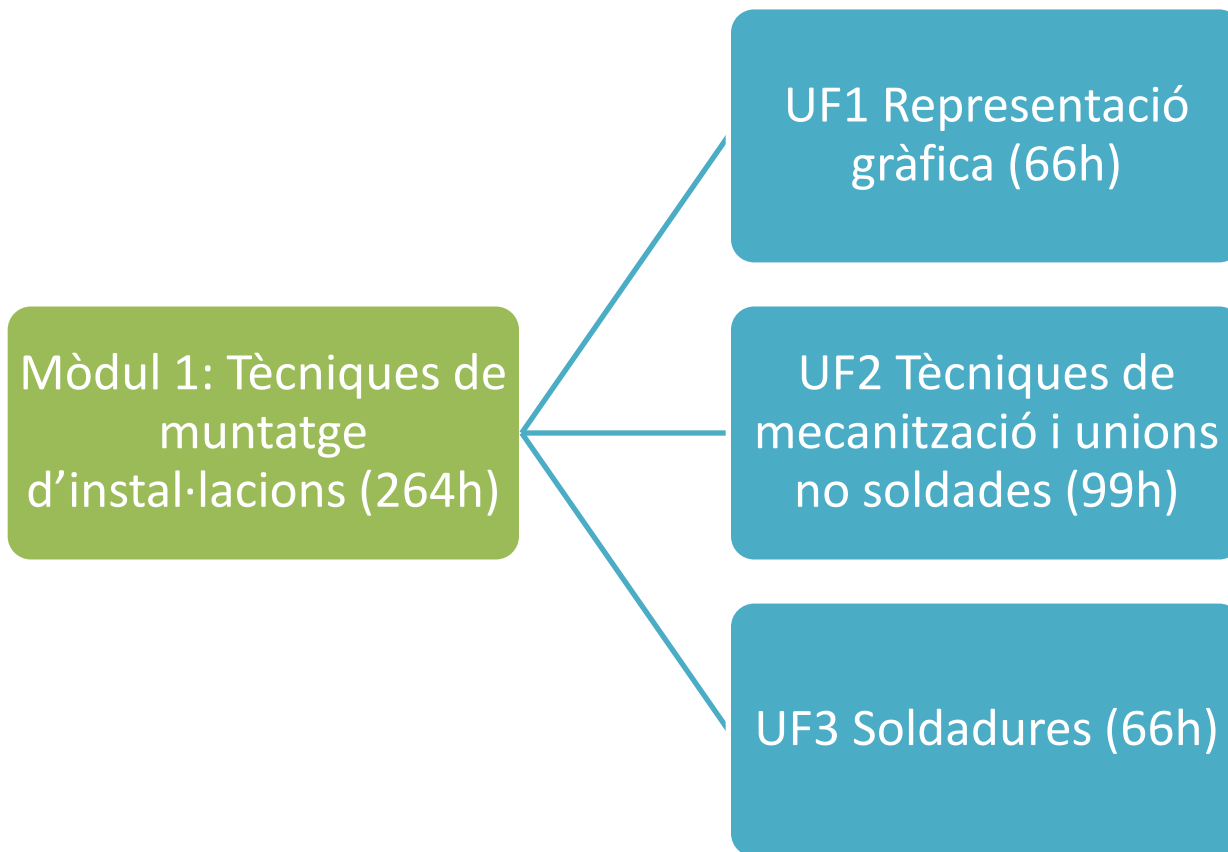 UF1 Representació
gràfica (66h)
Mòdul 1: Tècniques de
muntatge
d’instal·lacions (264h)
UF2 Tècniques de
mecanització i unions
no soldades (99h)
UF3 Soldadures (66h)